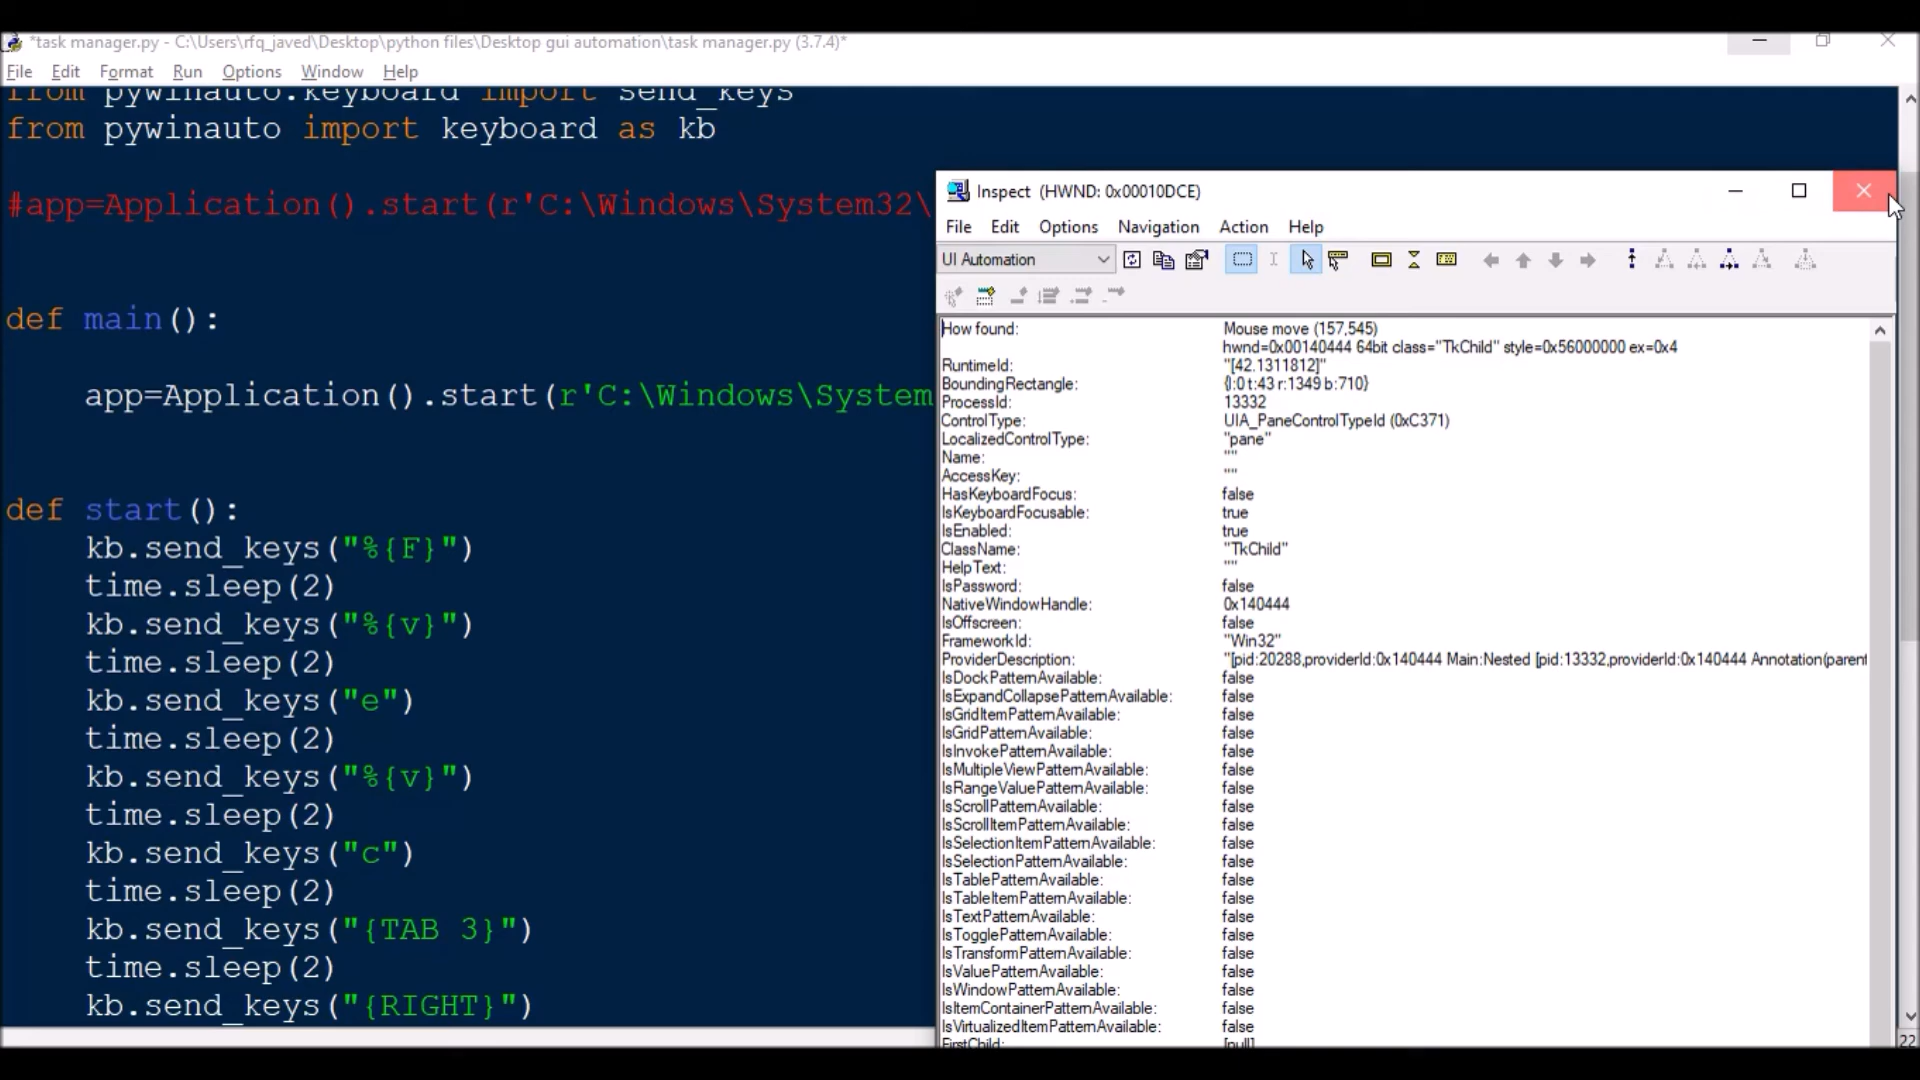 *task manager.py - C:\Users\rfq_javed\Desktop\python files\Desktop gui automation\task manager.py (3.7.4)*
File Edit Format Run Options Window Help
from pywinauto.keyboard import send_keys
from pywinauto import keyboard as kb
#app=Application().start(r'C:\Windows\System32\
def main():
app=Application().start(r'C:\Windows\System
def start():
kb.send_keys("%{F}")
time.sleep(2)
kb.send_keys("%{v}")
time.sleep(2)
kb.send_keys("e")
time.sleep(2)
kb.send_keys("%{v}")
time.sleep(2)
kb.send_keys("c")
time.sleep(2)
kb.send_keys("{TAB 3}")
time.sleep(2)
kb.send_keys("{RIGHT}")
Inspect (HWND: 0x00010DCE)
File Edit Options Navigation Action Help
UI Automation
How found: Mouse move (157,545)
hwnd=0x00140444 64bit class="TkChild" style=0x56000000 ex=0x4
RuntimeId: "[42.1311812]"
BoundingRectangle: {l:0 t:43 r:1349 b:710}
ProcessId: 13332
ControlType: UIA_PaneControlTypeId (0xC371)
LocalizedControlType: "pane"
Name: ""
AccessKey: ""
HasKeyboardFocus: false
IsKeyboardFocusable: true
IsEnabled: true
ClassName: "TkChild"
HelpText: ""
IsPassword: false
NativeWindowHandle: 0x140444
IsOffscreen: false
FrameworkId: "Win32"
ProviderDescription: "[pid:20288,providerId:0x140444 Main:Nested [pid:13332,providerId:0x140444 Annotation(parent
IsDockPatternAvailable: false
IsExpandCollapsePatternAvailable: false
IsGridItemPatternAvailable: false
IsGridPatternAvailable: false
IsInvokePatternAvailable: false
IsMultipleViewPatternAvailable: false
IsRangeValuePatternAvailable: false
IsScrollPatternAvailable: false
IsScrollItemPatternAvailable: false
IsSelectionItemPatternAvailable: false
IsSelectionPatternAvailable: false
IsTablePatternAvailable: false
IsTableItemPatternAvailable: false
IsTextPatternAvailable: false
IsTogglePatternAvailable: false
IsTransformPatternAvailable: false
IsValuePatternAvailable: false
IsWindowPatternAvailable: false
IsItemContainerPatternAvailable: false
IsVirtualizedItemPatternAvailable: false
FirstChild: [null]
22